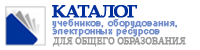 КАТАЛОГ
учебников, оборудования,
электронных ресурсов
ДЛЯ ОБЩЕГО ОБРАЗОВАНИЯ